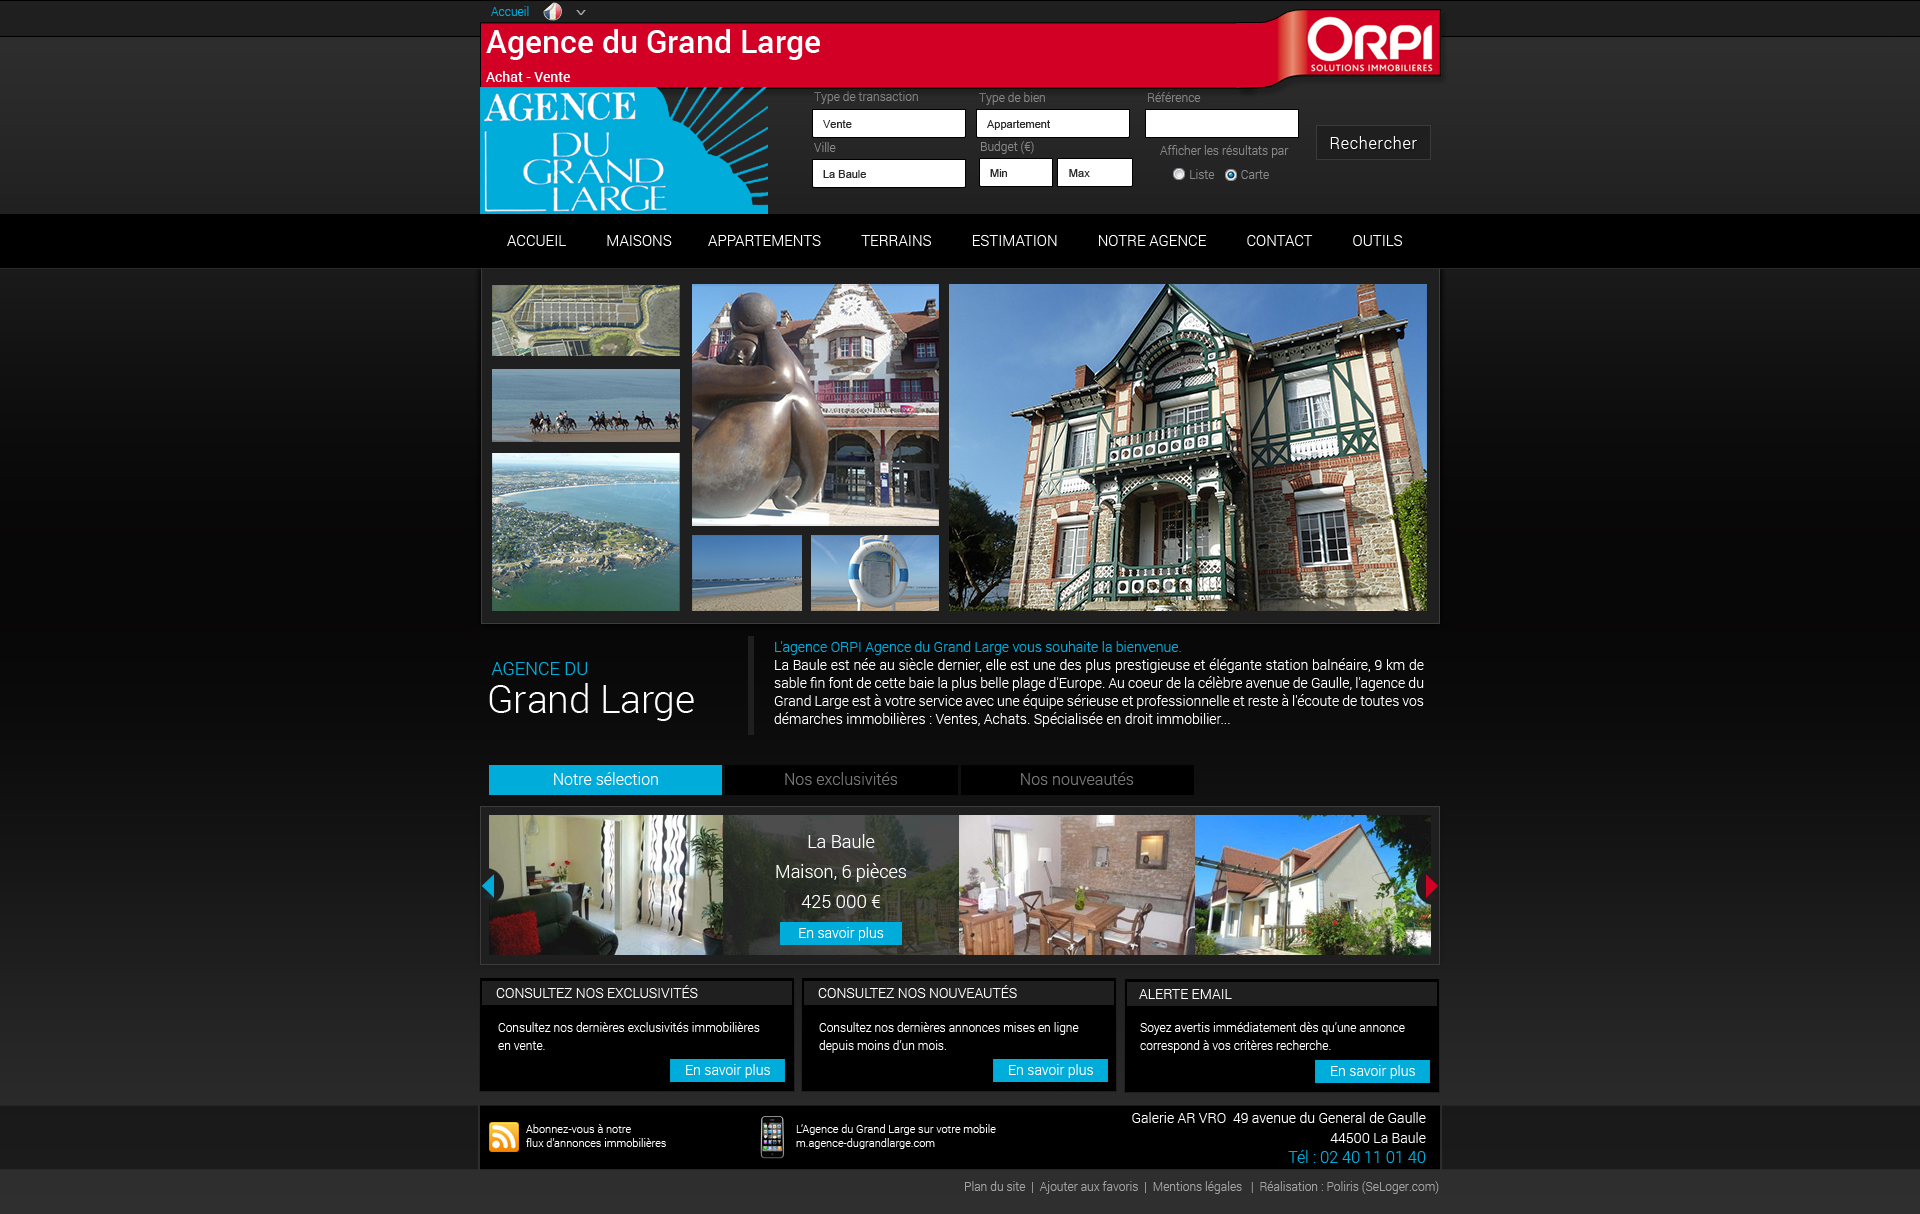 Accueil
Agence du Grand Large
Achat - Vente
ORPI
SOLUTIONS IMMOBILIERES
AGENCE
DU
GRAND
LARGE
Type de transaction
Type de bien
Référence
Vente
Appartement
Ville
Budget (€)
Afficher les résultats par
Rechercher
La Baule
Min
Max
Liste
Carte
ACCUEIL
MAISONS
APPARTEMENTS
TERRAINS
ESTIMATION
NOTRE AGENCE
CONTACT
OUTILS
AGENCE DU
Grand Large
L'agence ORPI Agence du Grand Large vous souhaite la bienvenue.
La Baule est née au siècle dernier, elle est une des plus prestigieuse et élégante station balnéaire, 9 km de
sable fin font de cette baie la plus belle plage d'Europe. Au coeur de la célèbre avenue de Gaulle, l'agence du
Grand Large est à votre service avec une équipe sérieuse et professionnelle et reste à l'écoute de toutes vos
démarches immobilières : Ventes, Achats. Spécialisée en droit immobilier...
Notre sélection
Nos exclusivités
Nos nouveautés
La Baule
Maison, 6 pièces
425 000 €
En savoir plus
CONSULTEZ NOS EXCLUSIVITÉS
Consultez nos dernières exclusivités immobilières
en vente.
En savoir plus
CONSULTEZ NOS NOUVEAUTÉS
Consultez nos dernières annonces mises en ligne
depuis moins d'un mois.
En savoir plus
ALERTE EMAIL
Soyez avertis immédiatement dès qu'une annonce
correspond à vos critères recherche.
En savoir plus
Abonnez-vous à notre
flux d'annonces immobilières
L'Agence du Grand Large sur votre mobile
m.agence-dugrandlarge.com
Galerie AR VRO 49 avenue du General de Gaulle
44500 La Baule
Tél : 02 40 11 01 40
Plan du site | Ajouter aux favoris | Mentions légales | Réalisation : Poliris (SeLoger.com)